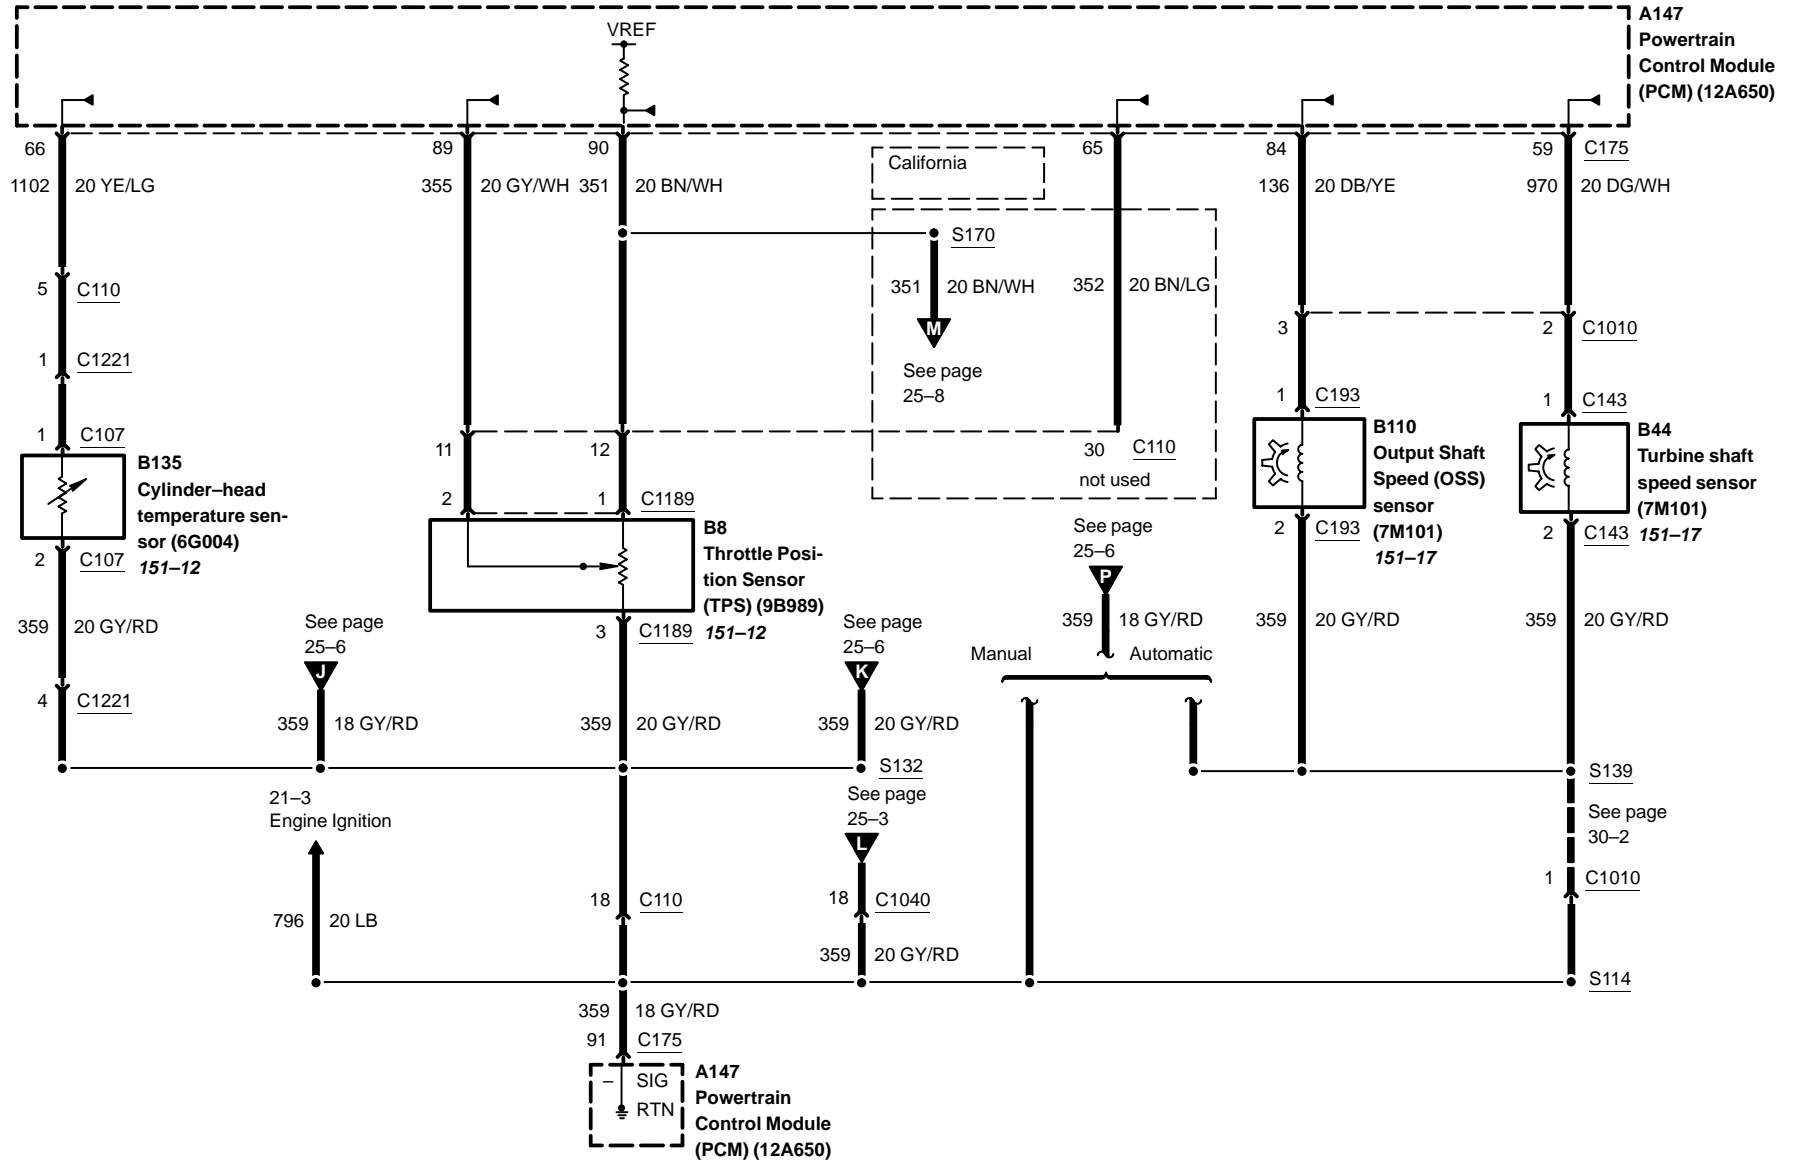 A147
Powertrain
Control Module
(PCM) (12A650)
VREF
66
89
90
65
84
59 C175
California
1102 20 YE/LG
355 20 GY/WH
351 20 BN/WH
136 20 DB/YE
970 20 DG/WH
S170
351 20 BN/WH
352 20 BN/LG
M
See page
25–8
5 C110
3
2 C1010
1 C1221
1 C193
1 C143
1 C107
11
12
30 C110
not used
B135
Cylinder–head
temperature sen-
sor (6G004)
151–12
B110
Output Shaft
Speed (OSS)
sensor
(7M101)
151–17
B44
Turbine shaft
speed sensor
(7M101)
151–17
2
1 C1189
B8
Throttle Posi-
tion Sensor
(TPS) (9B989)
151–12
See page
25–6
P
2 C107
2 C193
2 C143
359 20 GY/RD
See page
25–6
J
3 C1189
See page
25–6
K
359 18 GY/RD
Manual Automatic
359 20 GY/RD
359 20 GY/RD
4 C1221
359 18 GY/RD
359 20 GY/RD
359 20 GY/RD
S132
S139
21–3
Engine Ignition
See page
25–3
L
See page
30–2
18 C110
18 C1040
1 C1010
796 20 LB
359 20 GY/RD
S114
359 18 GY/RD
91 C175
– SIG
RTN
A147
Powertrain
Control Module
(PCM) (12A650)